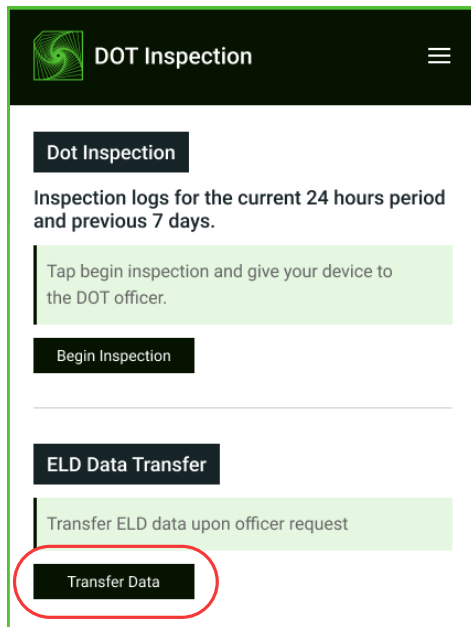 DOT Inspection
Dot Inspection
Inspection logs for the current 24 hours period
and previous 7 days.
Tap begin inspection and give your device to
the DOT officer.
Begin Inspection
ELD Data Transfer
Transfer ELD data upon officer request
Transfer Data